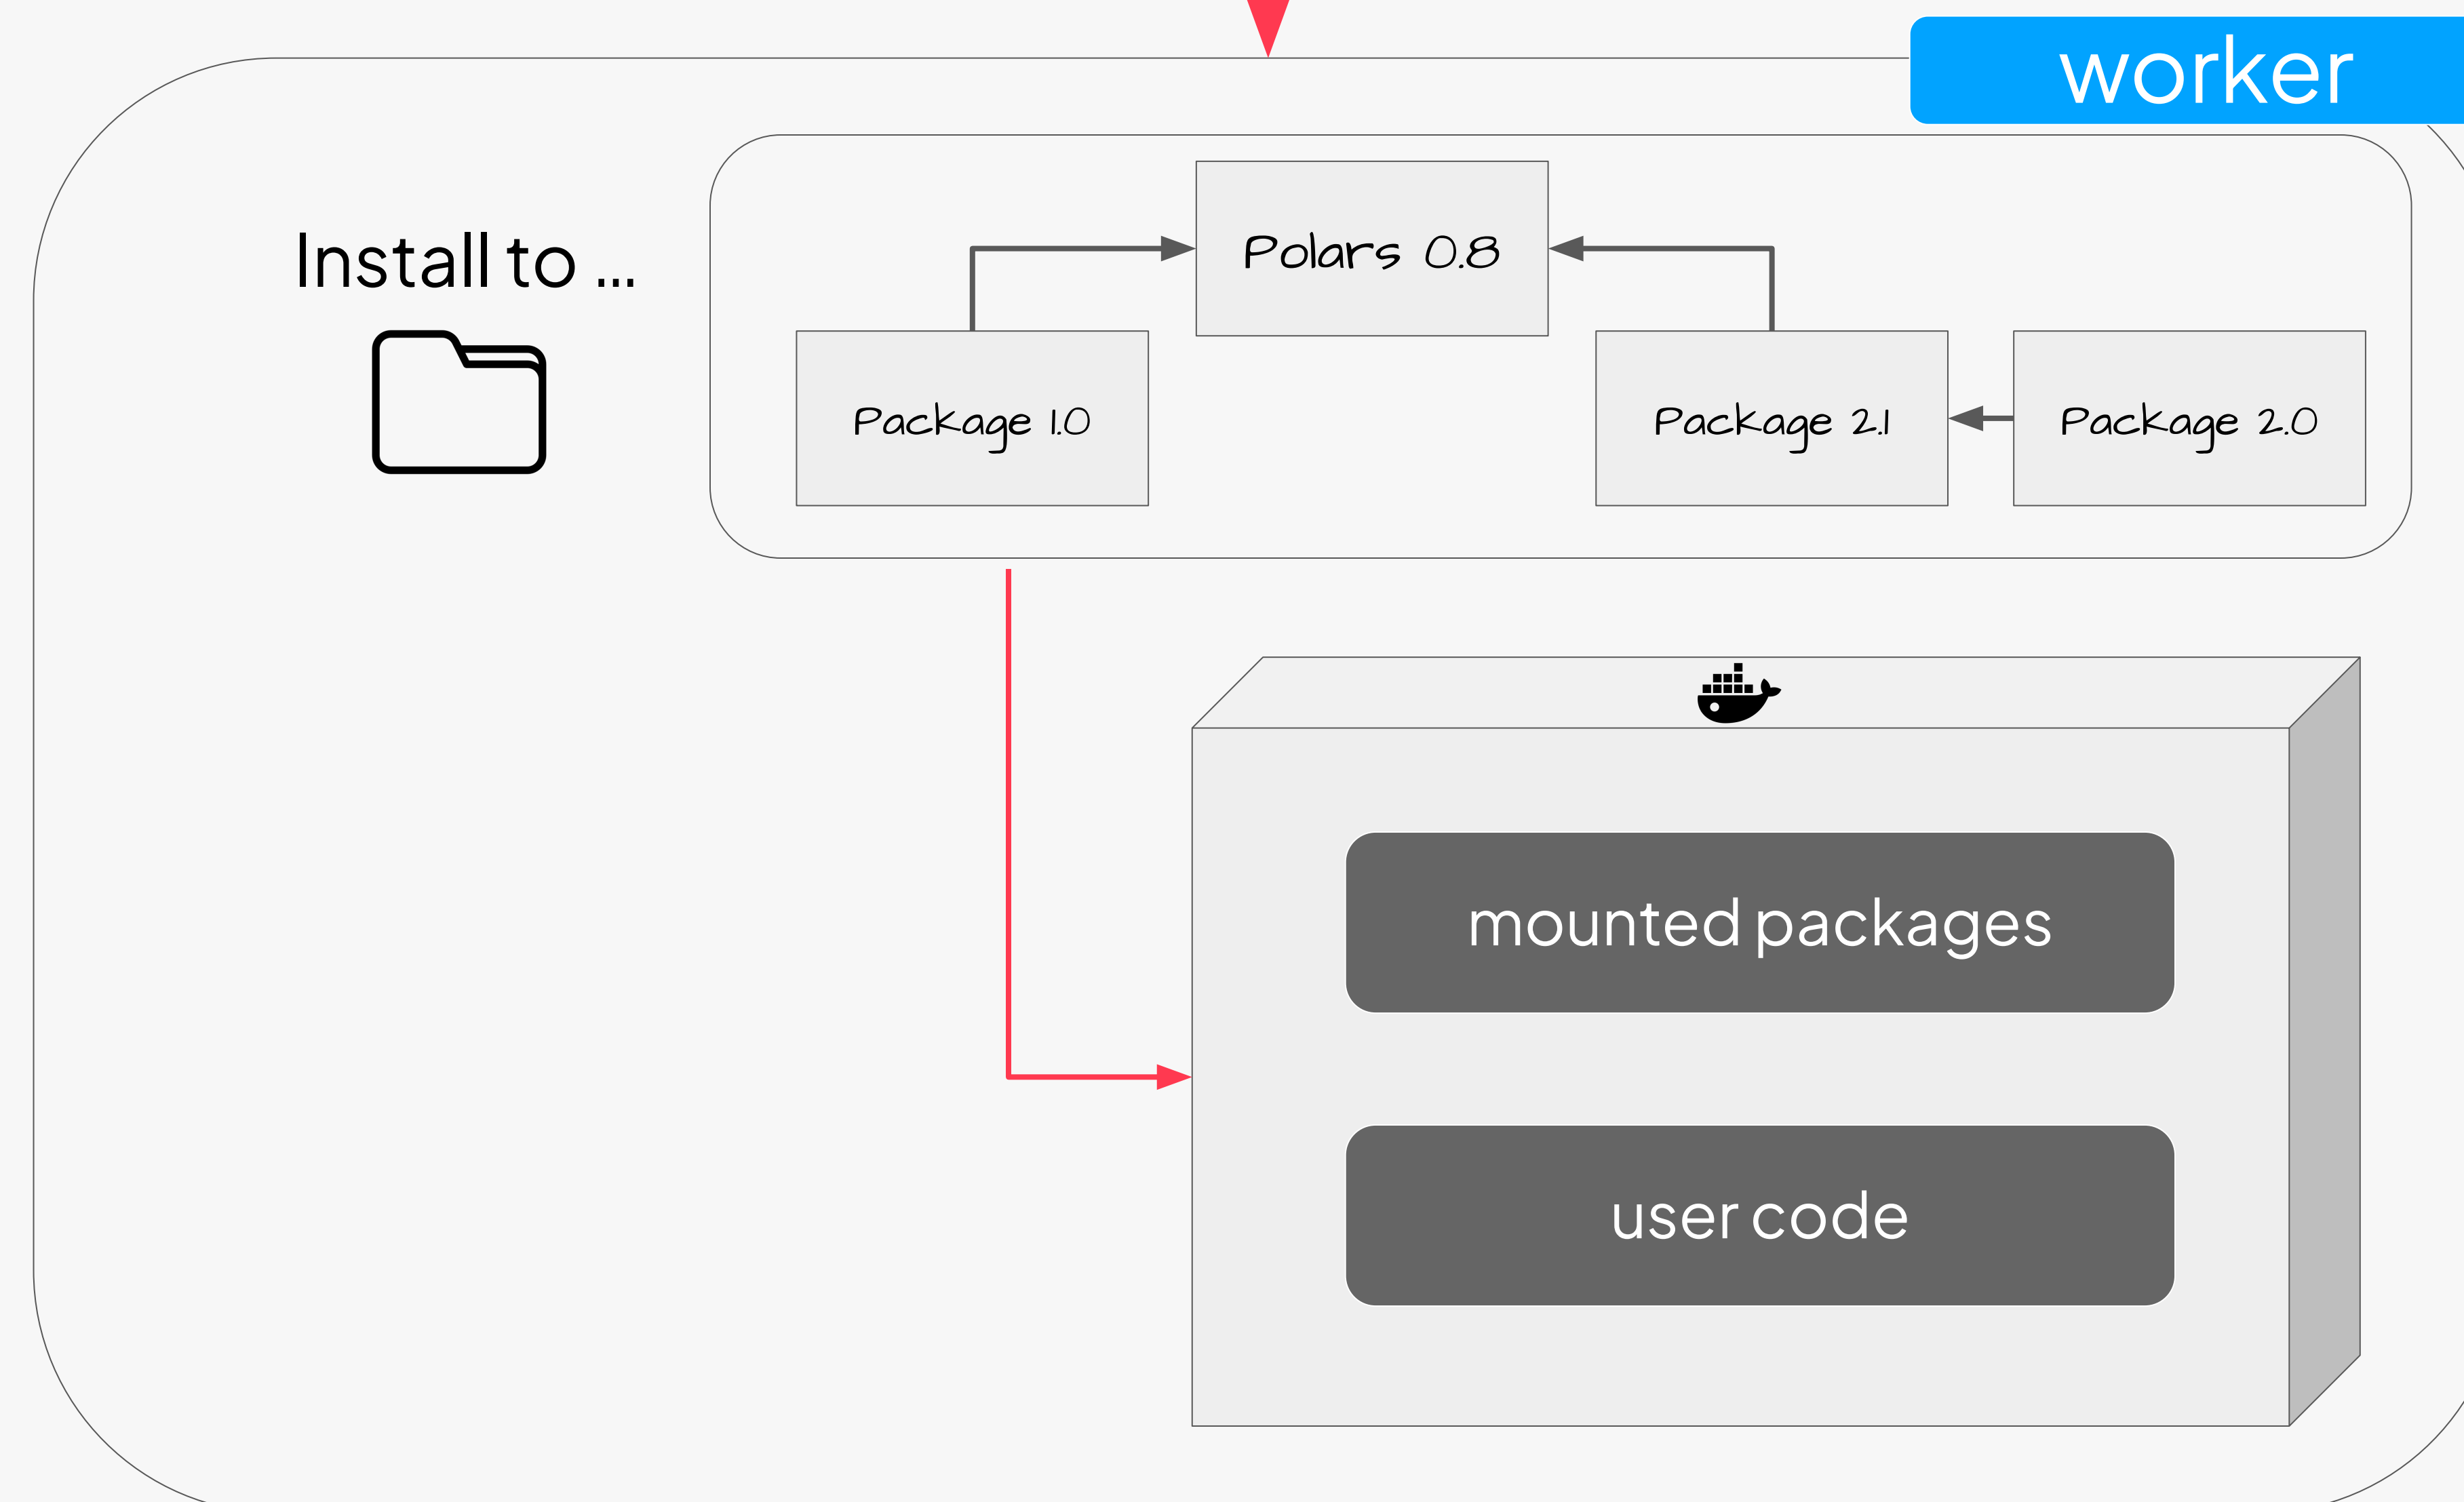 worker
Install to ...
Polars 0.8
Package 1.0
Package 2.1
Package 2.0
mounted packages
user code